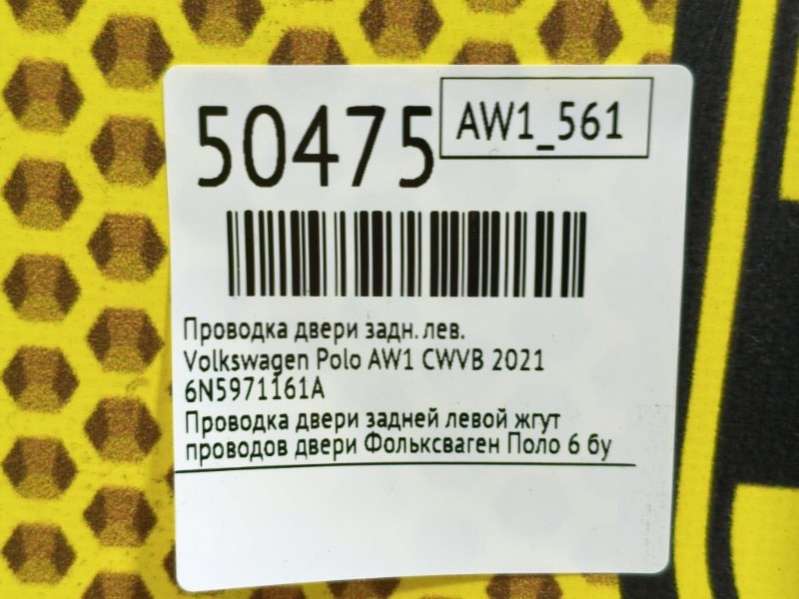 50475
AW1_561
Проводка двери задн. лев.
Volkswagen Polo AW1 CWVB 2021
6N5971161A
Проводка двери задней левой жгут
проводов двери Фольксваген Поло 6 бу